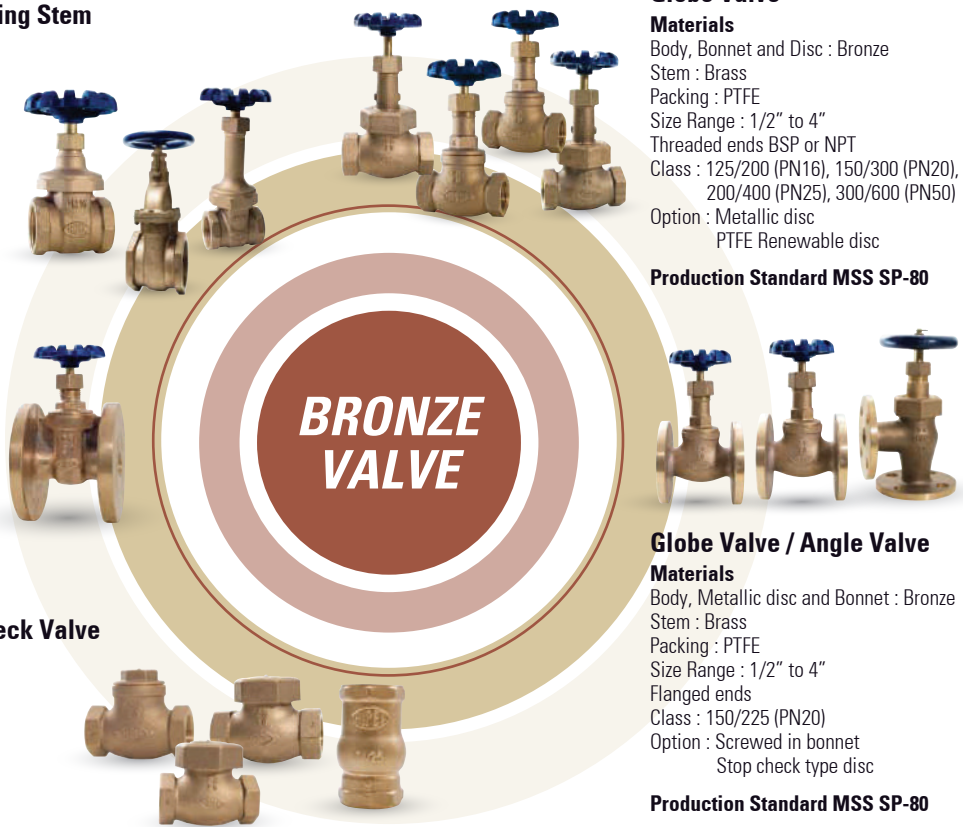 ing Stem
Globe Valve
Materials
Body, Bonnet and Disc : Bronze
Stem : Brass
Packing : PTFE
Size Range : 1/2” to 4”
Threaded ends BSP or NPT
Class : 125/200 (PN16), 150/300 (PN20),
200/400 (PN25), 300/600 (PN50)
Option : Metallic disc
PTFE Renewable disc
Production Standard MSS SP-80
BRONZE
VALVE
Globe Valve / Angle Valve
Materials
Body, Metallic disc and Bonnet : Bronze
Stem : Brass
Packing : PTFE
Size Range : 1/2” to 4”
Flanged ends
Class : 150/225 (PN20)
Option : Screwed in bonnet
Stop check type disc
Production Standard MSS SP-80
eck Valve